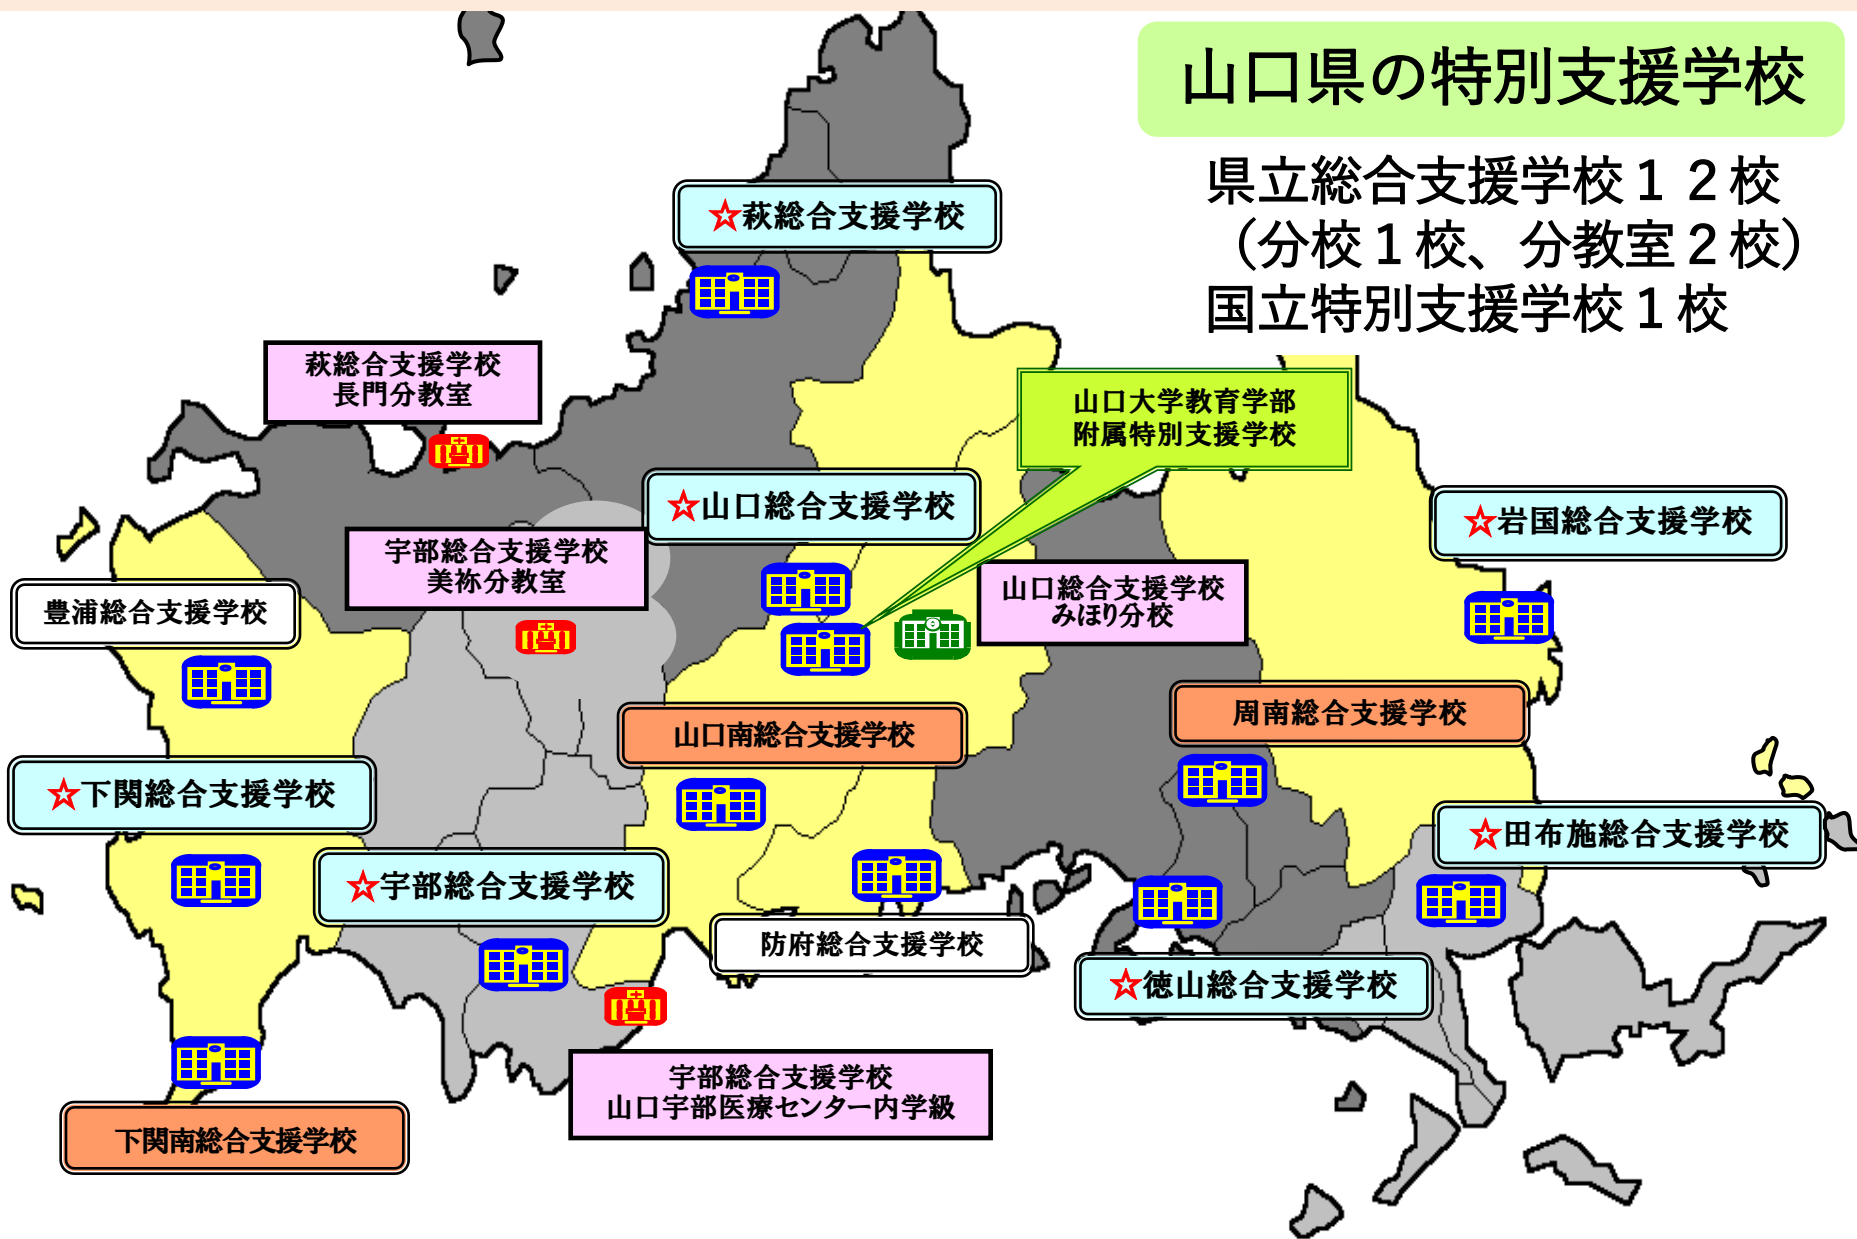 山口県の特別支援学校
県立総合支援学校１２校
（分校１校、分教室２校）
国立特別支援学校１校
☆萩総合支援学校
萩総合支援学校
長門分教室
山口大学教育学部
附属特別支援学校
☆山口総合支援学校
☆岩国総合支援学校
宇部総合支援学校
美祢分教室
山口総合支援学校
みほり分校
豊浦総合支援学校
山口南総合支援学校
周南総合支援学校
☆下関総合支援学校
☆田布施総合支援学校
☆宇部総合支援学校
防府総合支援学校
☆徳山総合支援学校
宇部総合支援学校
山口宇部医療センター内学級
下関南総合支援学校